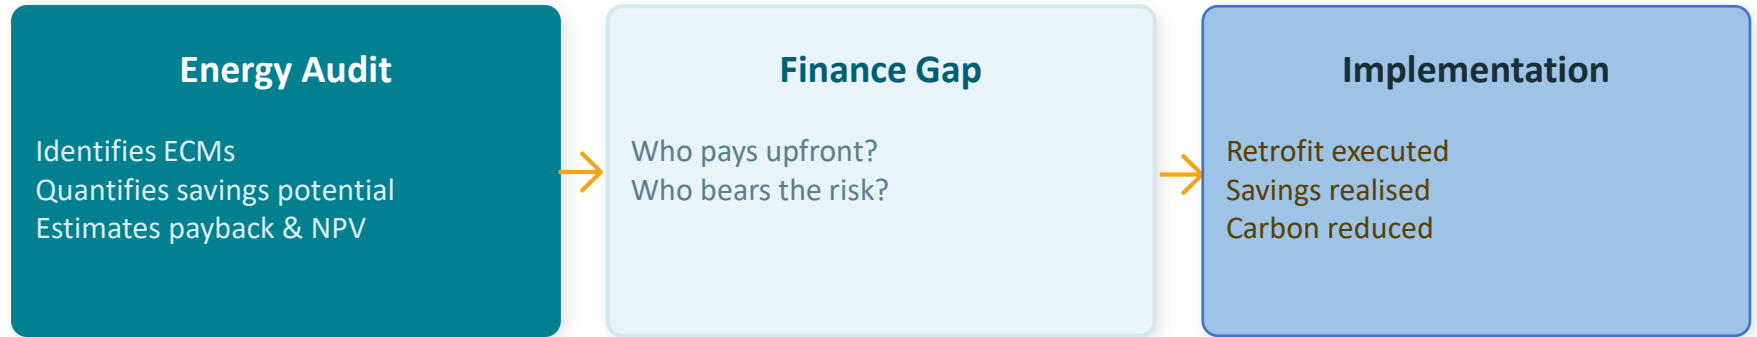 Energy Audit
Identifies ECMs
Quantifies savings potential
Estimates payback & NPV
Finance Gap
Who pays upfront?
Who bears the risk?
Implementation
Retrofit executed
Savings realised
Carbon reduced